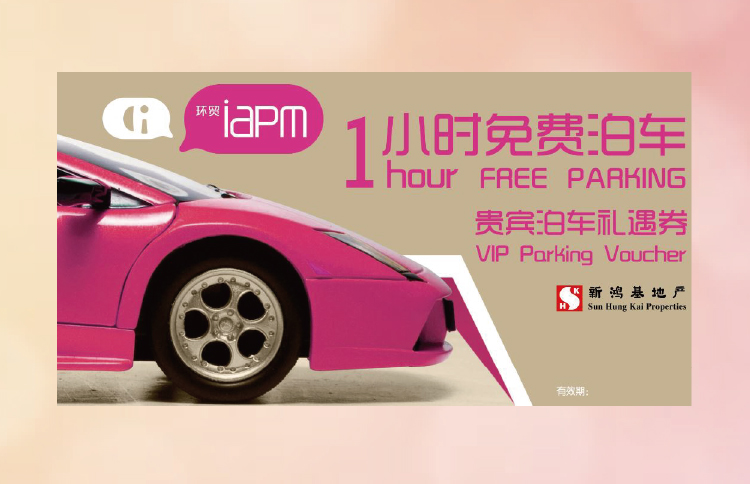 环贸 iapm
1小时免费泊车
hour FREE PARKING
贵宾泊车礼遇券
VIP Parking Voucher
SHK
新鸿基地产
Sun Hung Kai Properties
有效期: